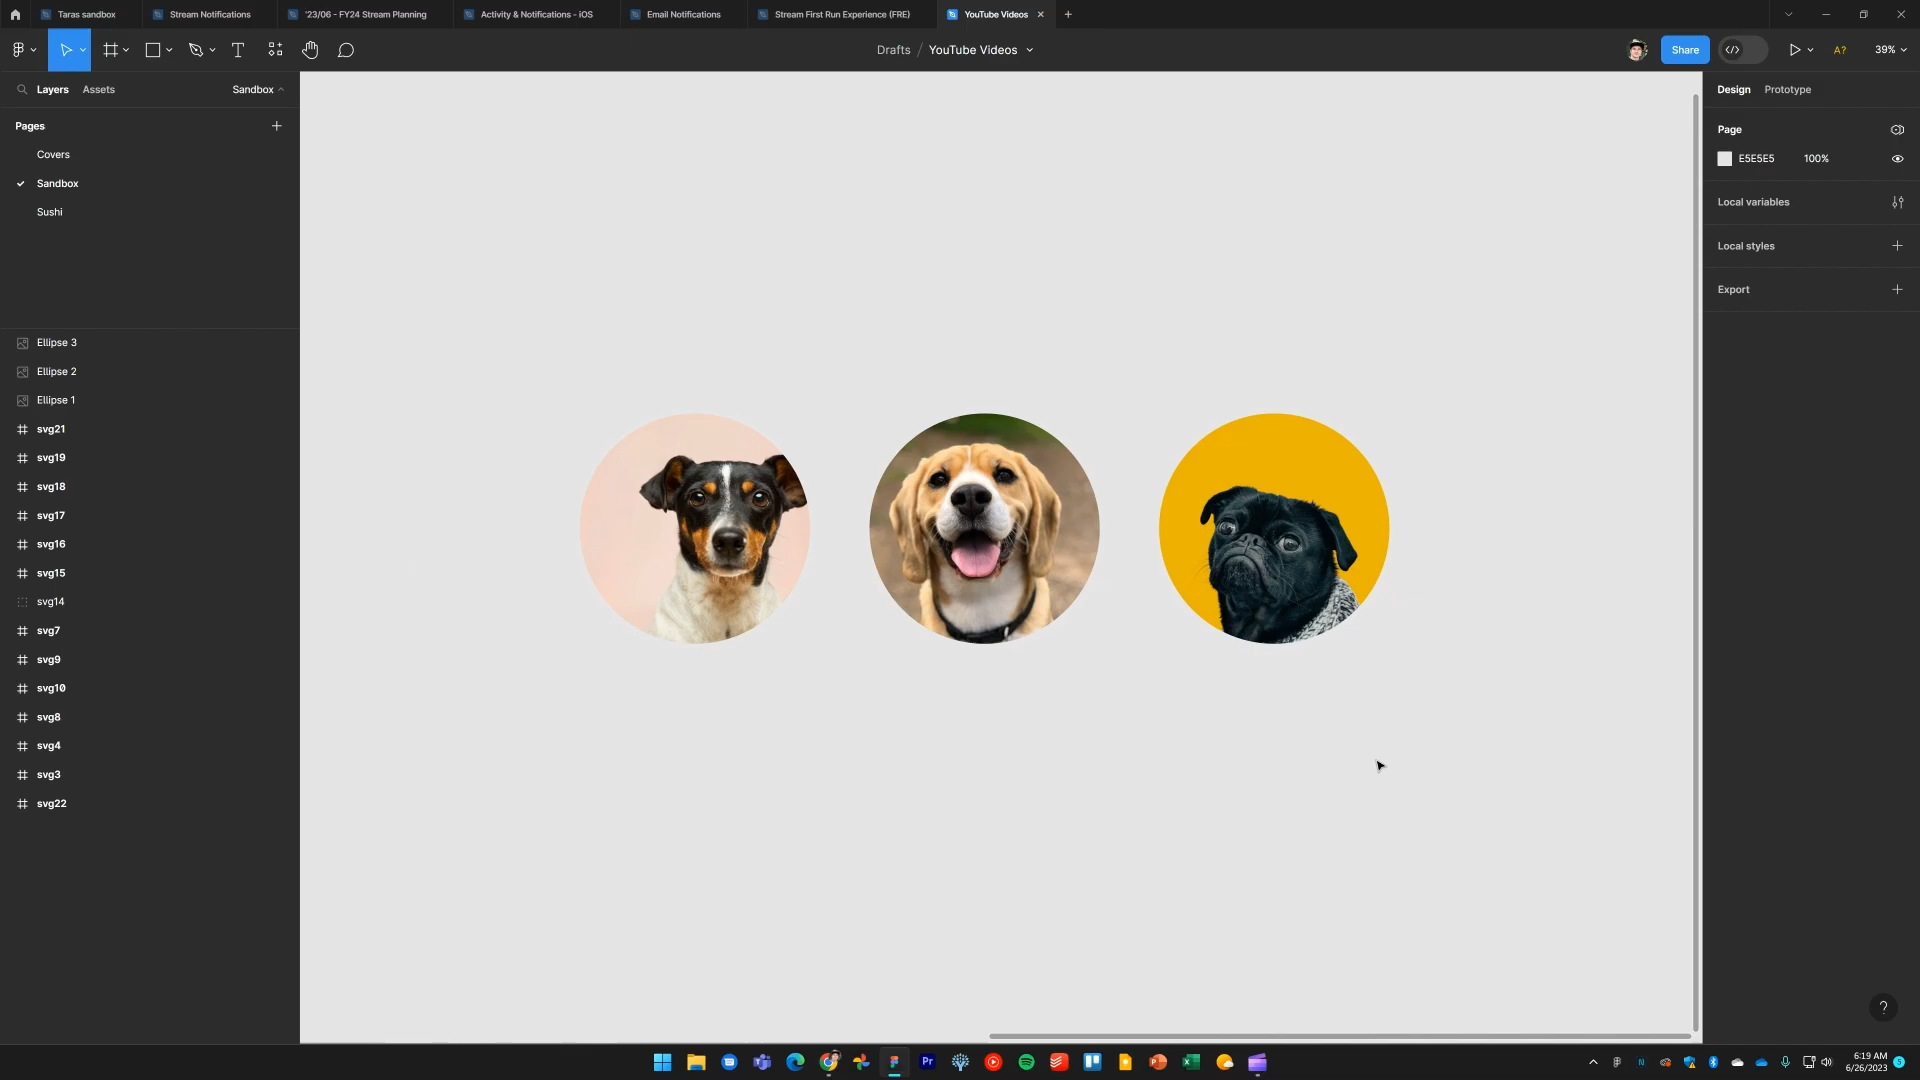 Taras sandbox
Stream Notifications
'23/06 - FY24 Stream Planning
Activity & Notifications - iOS
Email Notifications
Stream First Run Experience (FRE)
YouTube Videos
Drafts / YouTube Videos
Share
A?
39%
Layers
Assets
Sandbox
Pages
Covers
Sandbox
Sushi
Ellipse 3
Ellipse 2
Ellipse 1
svg21
svg19
svg18
svg17
svg16
svg15
svg14
svg7
svg9
svg10
svg8
svg4
svg3
svg22
Design
Prototype
Page
E5E5E5
100%
Local variables
Local styles
Export
?
Pr
6:19 AM
6/26/2023
5